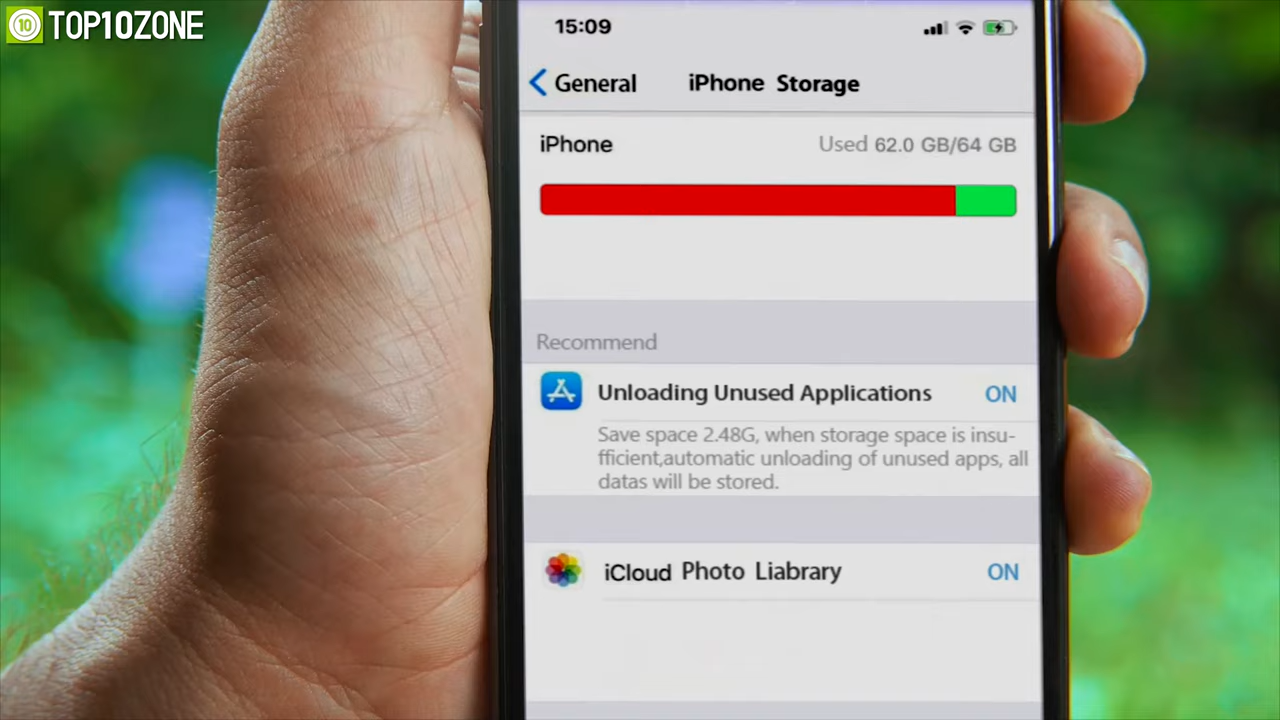 10 TOP10ZONE
15:09
General iPhone Storage
iPhone Used 62.0 GB/64 GB
Recommend
Unloading Unused Applications ON
Save space 2.48G, when storage space is insu-
fficient,automatic unloading of unused apps, all
datas will be stored.
iCloud Photo Liabrary ON